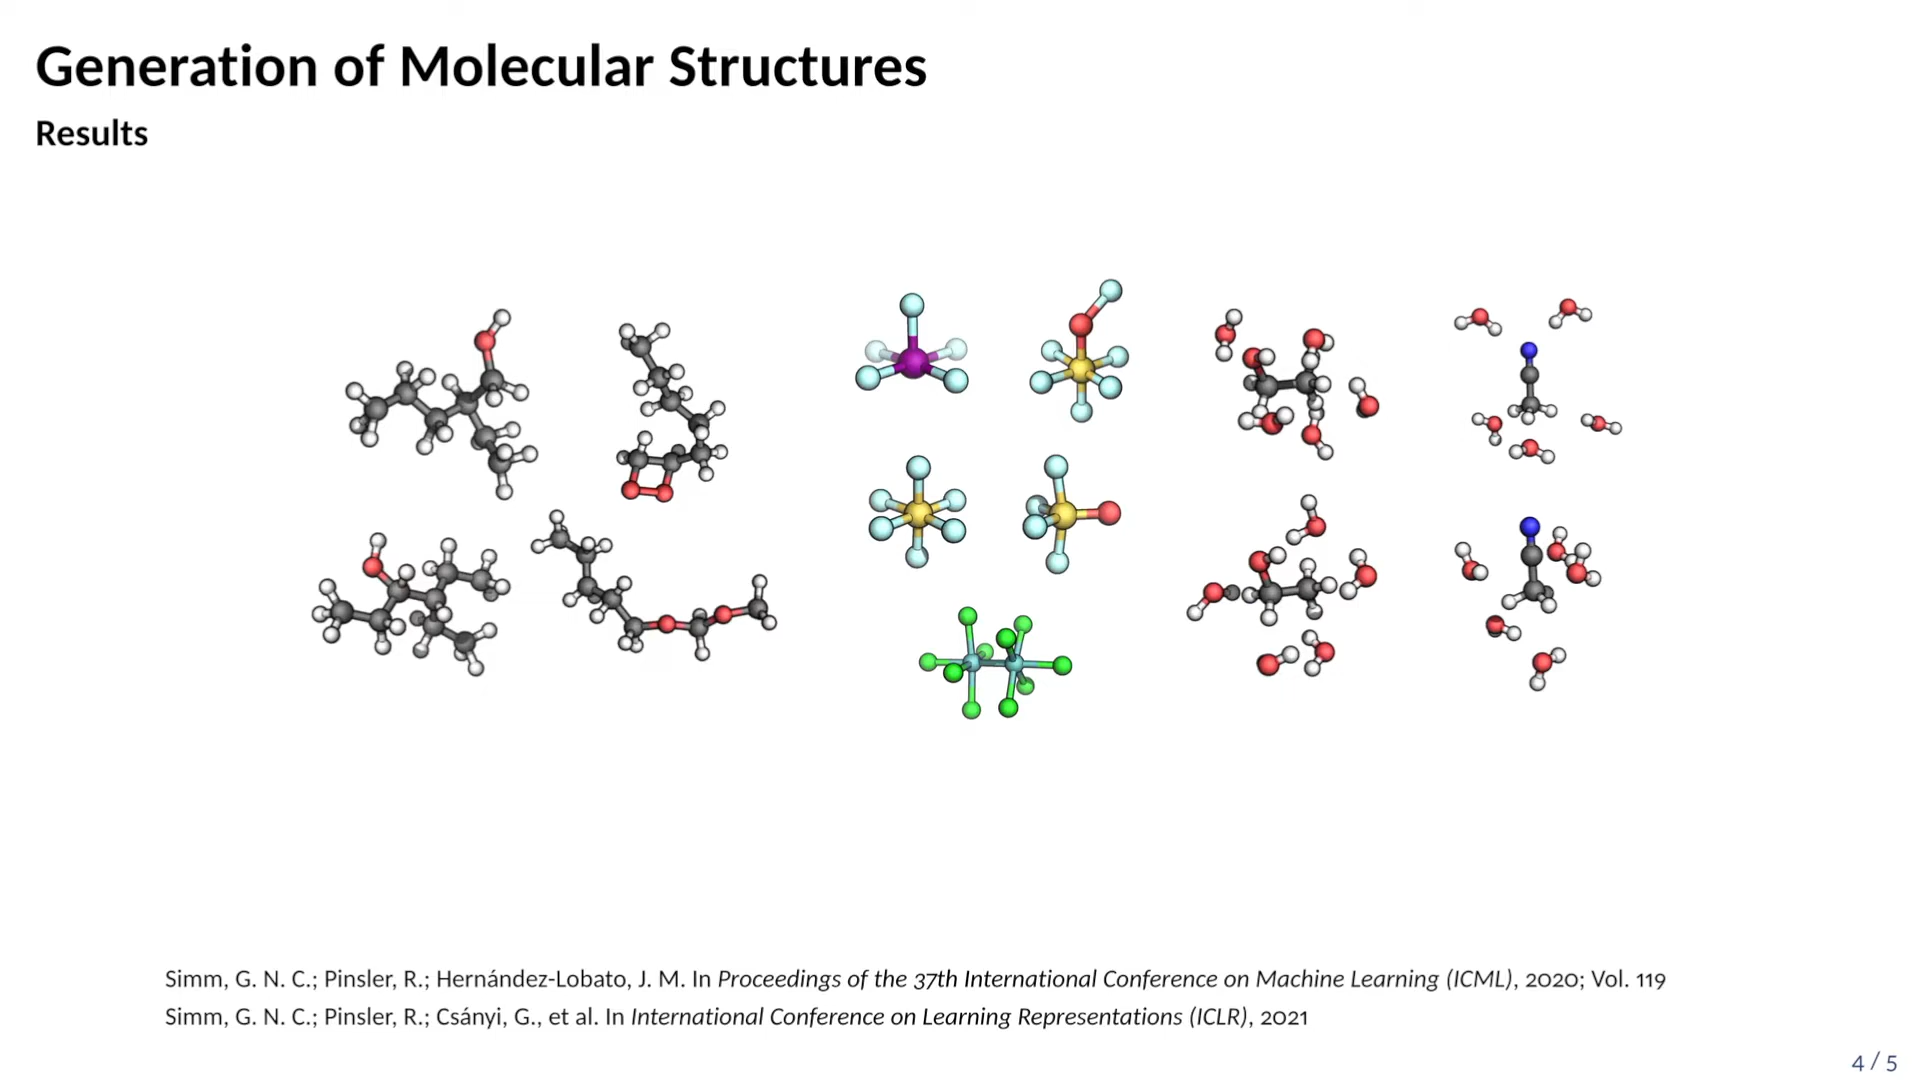 Generation of Molecular Structures
Results
Simm, G. N. C.; Pinsler, R.; Hernández-Lobato, J. M. In Proceedings of the 37th International Conference on Machine Learning (ICML), 2020; Vol. 119
Simm, G. N. C.; Pinsler, R.; Csányi, G., et al. In International Conference on Learning Representations (ICLR), 2021
4 / 5